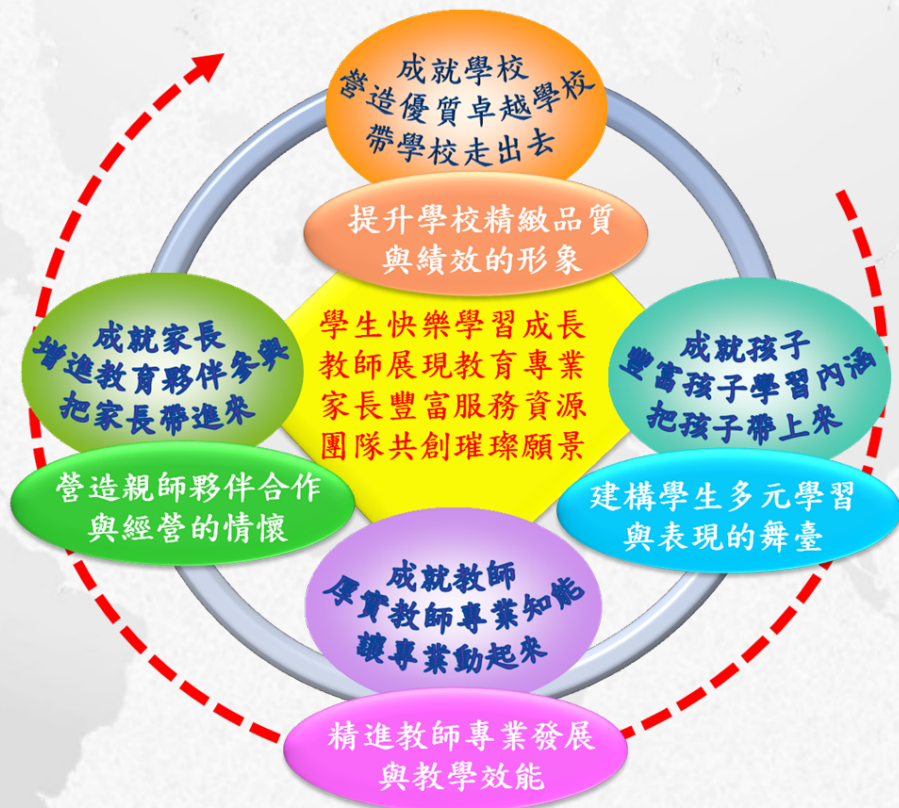 成就學校
營造優質卓越學校
帶學校走出去
提升學校精緻品質
與績效的形象
學生快樂學習成長
教師展現教育專業
家長豐富服務資源
團隊共創璀璨願景
成就家長
增進教育夥伴參與
把家長帶進來
營造親師夥伴合作
與經營的情懷
成就孩子
豐富孩子學習內涵
把孩子帶上來
建構學生多元學習
與表現的舞臺
成就教師
厚實教師專業知能
讓專業動起來
精進教師專業發展
與教學效能